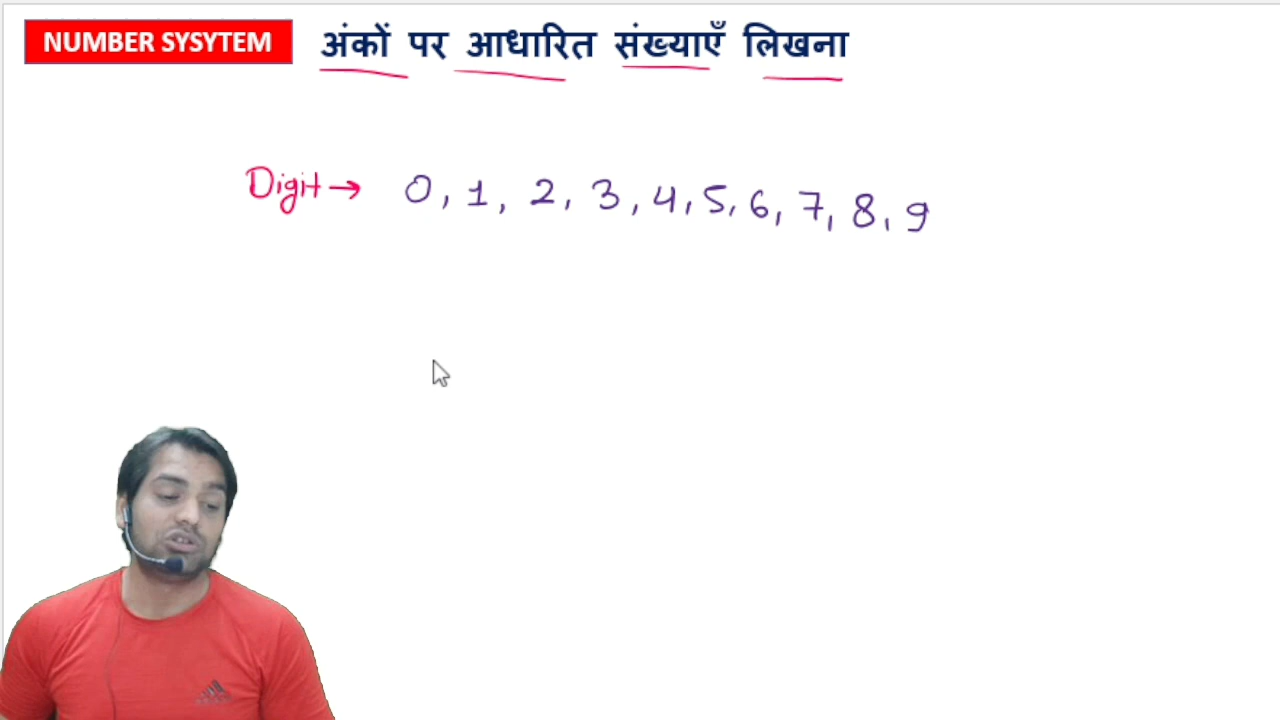 NUMBER SYSYTEM अंकों पर आधारित संख्याएँ लिखना
Digit → 0, 1, 2, 3, 4, 5, 6, 7, 8, 9